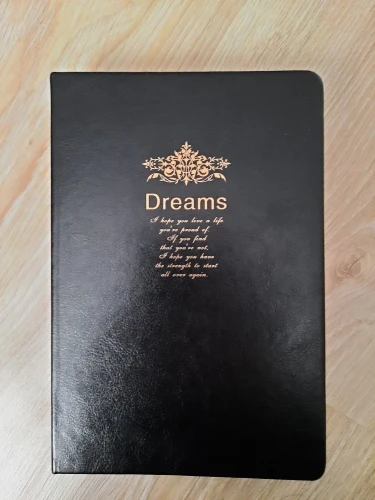 Dreams
I hope you live a life
you're proud of.
If you find
that you're not,
I hope you have
the strength to start
all over again.